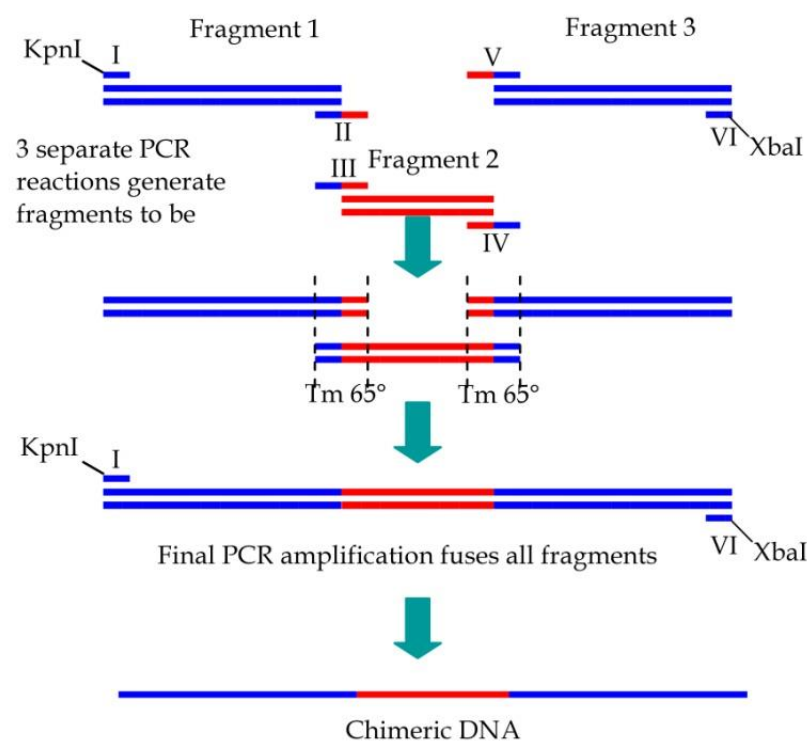 Fragment 1
Fragment 3
KpnI
I
V
II
VI
XbaI
3 separate PCR
reactions generate
fragments to be
Fragment 2
III
IV
Tm 65°
Tm 65°
KpnI
I
Final PCR amplification fuses all fragments
VI
XbaI
Chimeric DNA